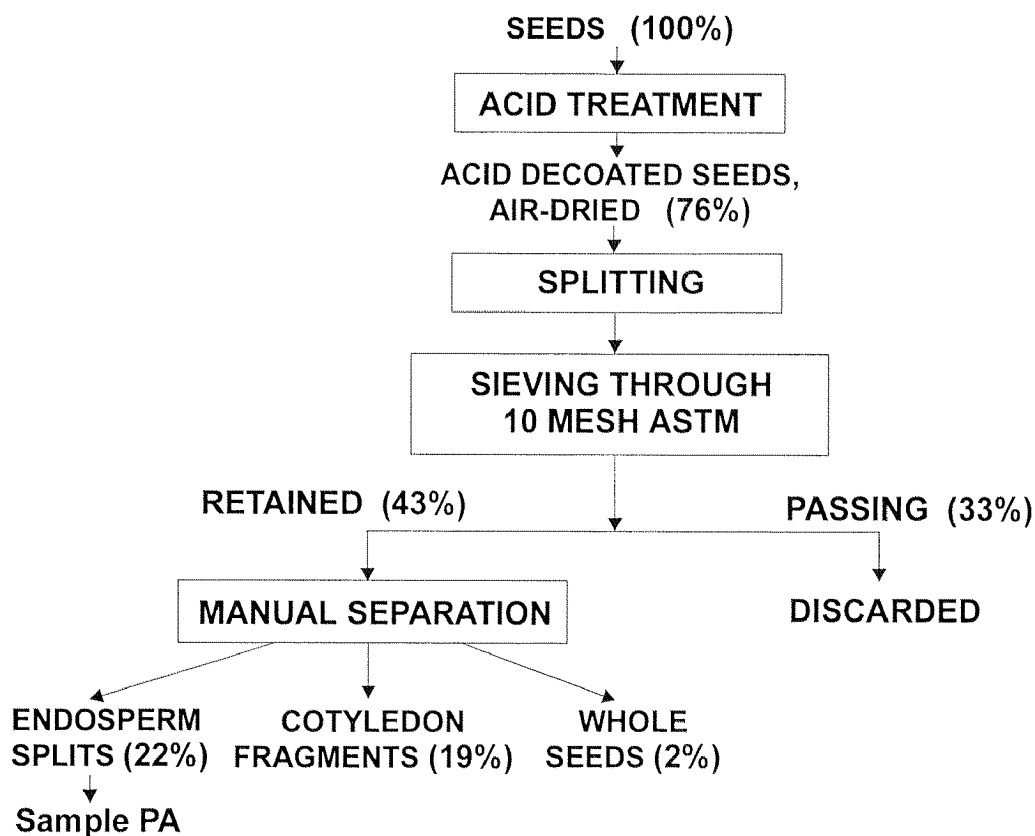 SEEDS (100%)
ACID TREATMENT
ACID DECOATED SEEDS,
AIR-DRIED (76%)
SPLITTING
SIEVING THROUGH
10 MESH ASTM
RETAINED (43%)
PASSING (33%)
MANUAL SEPARATION
DISCARDED
ENDOSPERM
SPLITS (22%)
COTYLEDON
FRAGMENTS (19%)
WHOLE
SEEDS (2%)
Sample PA